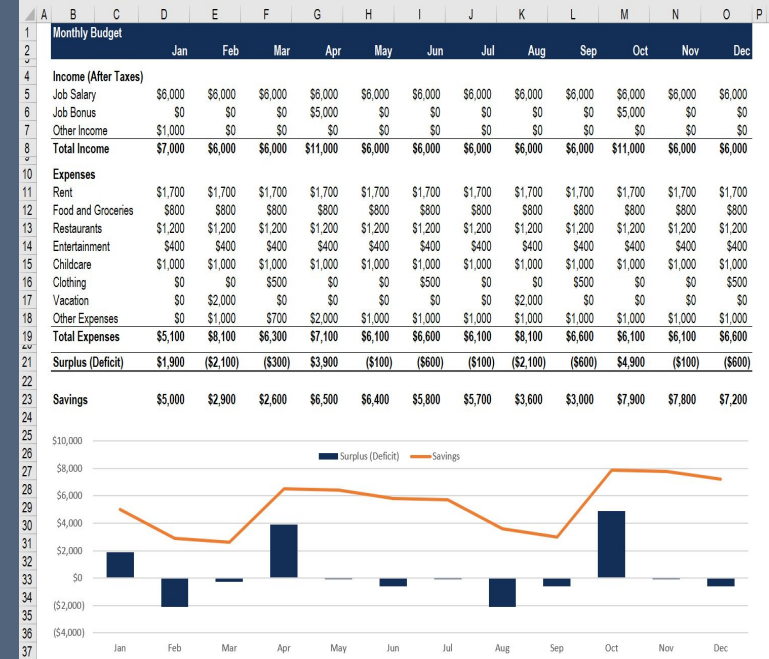 A B C D E F G H I J K L M N O P
1 Monthly Budget
2 Jan Feb Mar Apr May Jun Jul Aug Sep Oct Nov Dec
4 Income (After Taxes)
5 Job Salary $6,000 $6,000 $6,000 $6,000 $6,000 $6,000 $6,000 $6,000 $6,000 $6,000 $6,000 $6,000
6 Job Bonus $0 $0 $0 $5,000 $0 $0 $0 $0 $0 $5,000 $0 $0
7 Other Income $1,000 $0 $0 $0 $0 $0 $0 $0 $0 $0 $0 $0
8 Total Income $7,000 $6,000 $6,000 $11,000 $6,000 $6,000 $6,000 $6,000 $6,000 $11,000 $6,000 $6,000
10 Expenses
11 Rent $1,700 $1,700 $1,700 $1,700 $1,700 $1,700 $1,700 $1,700 $1,700 $1,700 $1,700 $1,700
12 Food and Groceries $800 $800 $800 $800 $800 $800 $800 $800 $800 $800 $800 $800
13 Restaurants $1,200 $1,200 $1,200 $1,200 $1,200 $1,200 $1,200 $1,200 $1,200 $1,200 $1,200 $1,200
14 Entertainment $400 $400 $400 $400 $400 $400 $400 $400 $400 $400 $400 $400
15 Childcare $1,000 $1,000 $1,000 $1,000 $1,000 $1,000 $1,000 $1,000 $1,000 $1,000 $1,000 $1,000
16 Clothing $0 $0 $500 $0 $0 $500 $0 $0 $500 $0 $0 $500
17 Vacation $0 $2,000 $0 $0 $0 $0 $0 $2,000 $0 $0 $0 $0
18 Other Expenses $0 $1,000 $700 $2,000 $1,000 $1,000 $1,000 $1,000 $1,000 $1,000 $1,000 $1,000
19 Total Expenses $5,100 $8,100 $6,300 $7,100 $6,100 $6,600 $6,100 $8,100 $6,600 $6,100 $6,100 $6,600
21 Surplus (Deficit) $1,900 ($2,100) ($300) $3,900 ($100) ($600) ($100) ($2,100) ($600) $4,900 ($100) ($600)
22
23 Savings $5,000 $2,900 $2,600 $6,500 $6,400 $5,800 $5,700 $3,600 $3,000 $7,900 $7,800 $7,200
24
25 $10,000
26 Surplus (Deficit) Savings
27 $8,000
28 $6,000
29
30 $4,000
31 $2,000
32
33 $0
34
35 ($2,000)
36 ($4,000)
37 Jan Feb Mar Apr May Jun Jul Aug Sep Oct Nov Dec